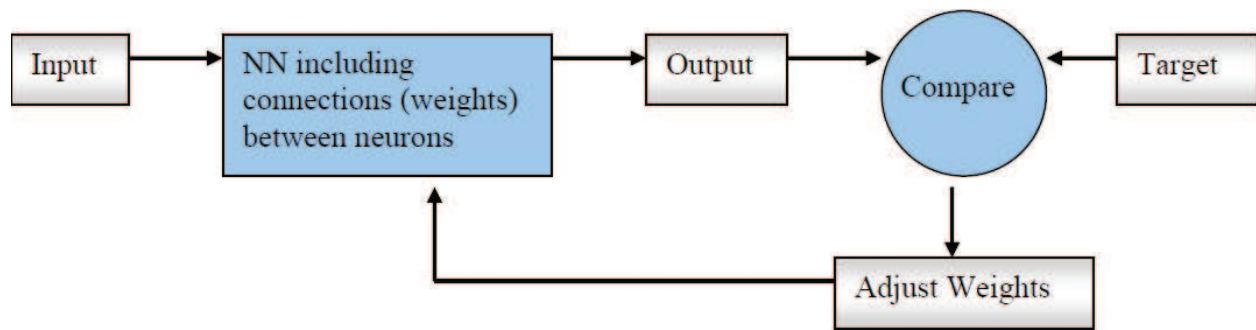 Input
NN including
connections (weights)
between neurons
Output
Compare
Target
Adjust Weights